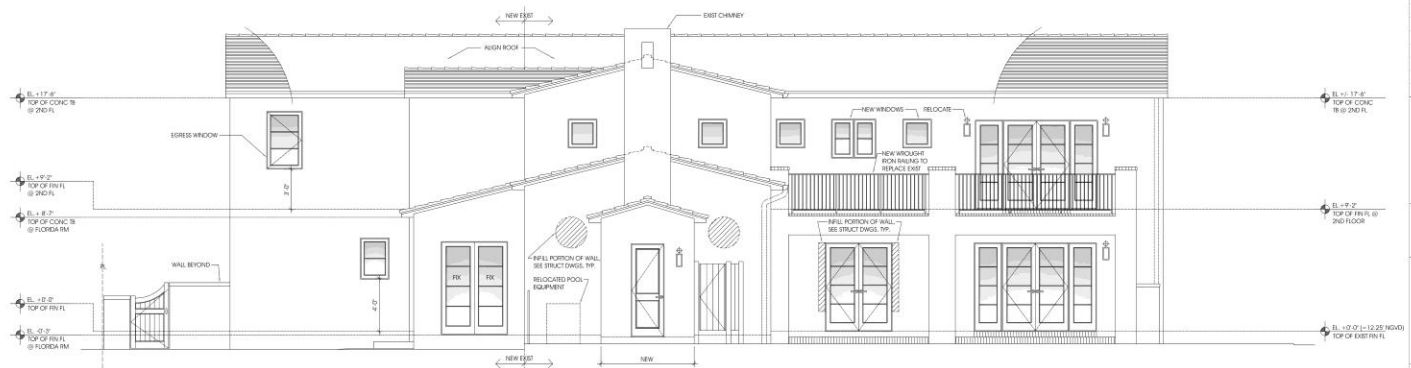 NEW EXIST
EXIST CHIMNEY
ALIGN ROOF
EL. +17'-6"
TOP OF CONC TB
@ 2ND FL
EL +/- 17'-6"
TOP OF CONC
TB @ 2ND FL
NEW WINDOWS
RELOCATE
EGRESS WINDOW
NEW WROUGHT
IRON RAILING TO
REPLACE EXIST
EL. +9'-2"
TOP OF FIN FL
@ 2ND FL
3'-0"
EL. + 8'-7"
TOP OF CONC TB
@ FLORIDA RM
EL. +9'-2"
TOP OF FIN FL @
2ND FLOOR
INFILL PORTION OF WALL,
SEE STRUCT DWGS, TYP.
INFILL PORTION OF WALL,
SEE STRUCT DWGS, TYP.
WALL BEYOND
FIX
FIX
RELOCATED POOL
EQUIPMENT
4'-0"
EL. +0'-0"
TOP OF FIN FL
EL. -0'-3"
TOP OF FIN FL
@ FLORIDA RM
EL. +0'-0" (=12.25' NGVD)
TOP OF EXIST FIN FL
NEW EXIST
NEW